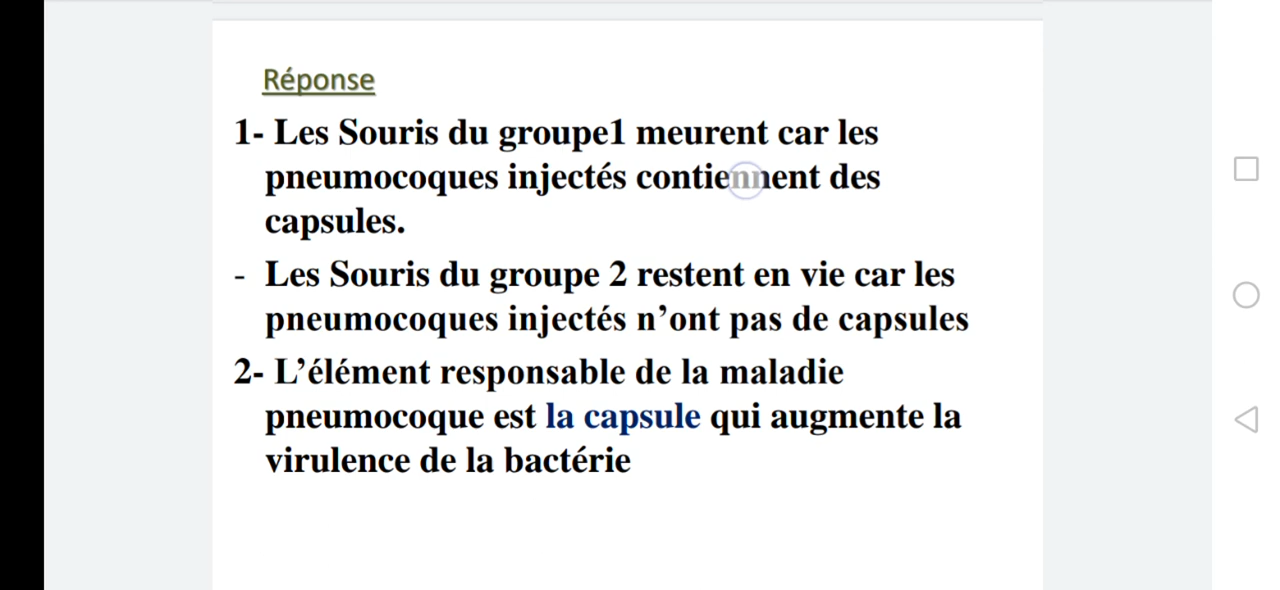 Réponse
1- Les Souris du groupe1 meurent car les
pneumocoques injectés contiennent des
capsules.
- Les Souris du groupe 2 restent en vie car les
pneumocoques injectés n’ont pas de capsules
2- L’élément responsable de la maladie
pneumocoque est la capsule qui augmente la
virulence de la bactérie